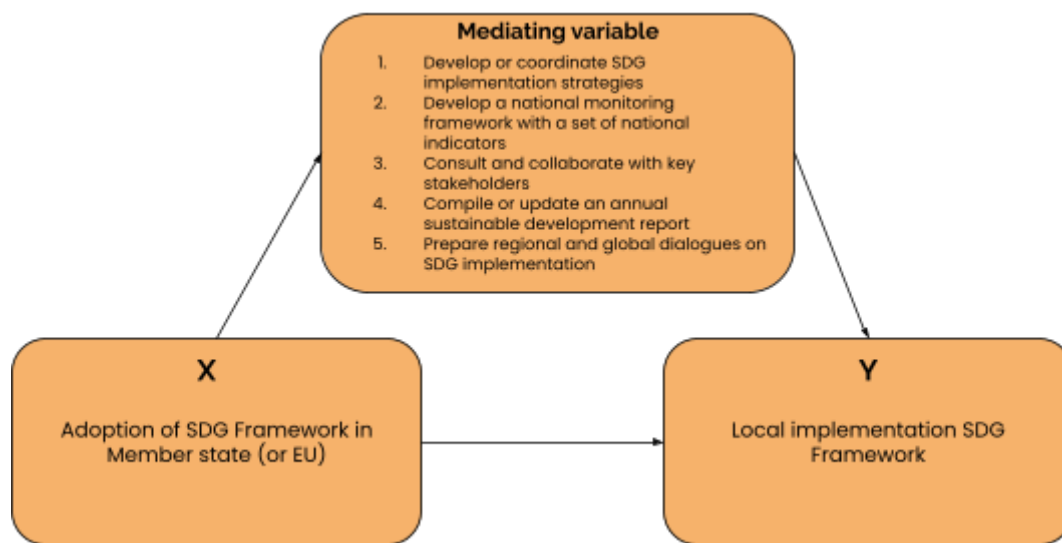 Mediating variable
1. Develop or coordinate SDG
implementation strategies
2. Develop a national monitoring
framework with a set of national
indicators
3. Consult and collaborate with key
stakeholders
4. Compile or update an annual
sustainable development report
5. Prepare regional and global dialogues on
SDG implementation
X
Adoption of SDG Framework in
Member state (or EU)
Y
Local implementation SDG
Framework